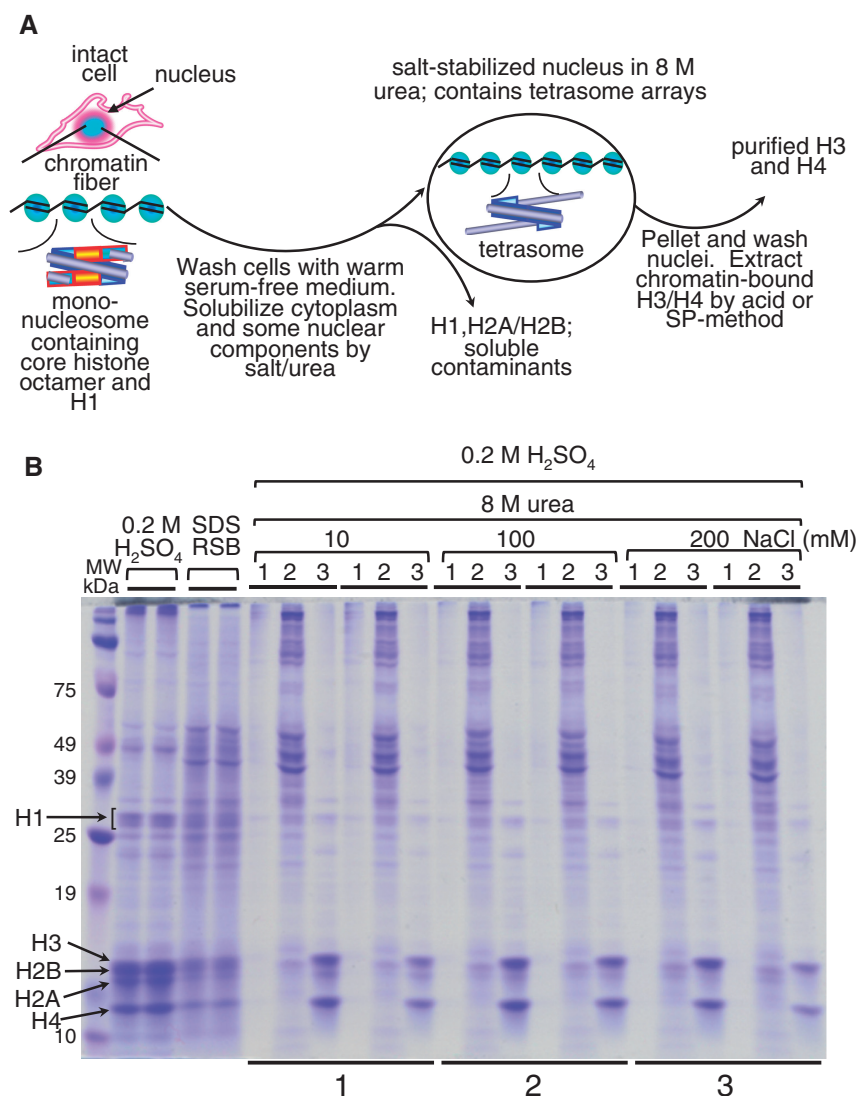 A
intact
cell
nucleus
chromatin
fiber
mono-
nucleosome
containing
core histone
octamer and
H1
Wash cells with warm
serum-free medium.
Solubilize cytoplasm
and some nuclear
components by
salt/urea
H1,H2A/H2B;
soluble
contaminants
salt-stabilized nucleus in 8 M
urea; contains tetrasome arrays
tetrasome
Pellet and wash
nuclei. Extract
chromatin-bound
H3/H4 by acid or
SP-method
purified H3
and H4
B
0.2 M H₂SO₄
8 M urea
0.2 M SDS
H₂SO₄ RSB
10 100 200 NaCl (mM)
MW
kDa
1 2 3 1 2 3 1 2 3 1 2 3 1 2 3 1 2 3
75
49
39
H1
25
19
H3
H2B
H2A
H4
10
1 2 3